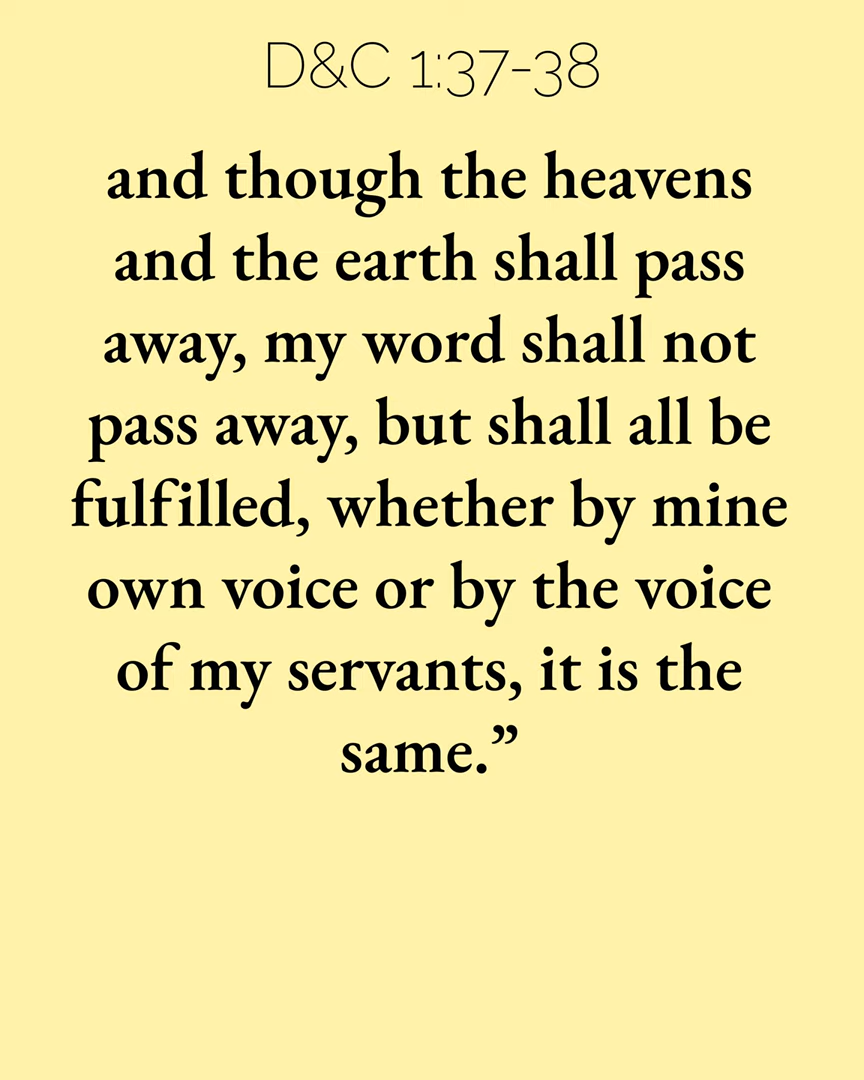 D&C 1:37-38
and though the heavens
and the earth shall pass
away, my word shall not
pass away, but shall all be
fulfilled, whether by mine
own voice or by the voice
of my servants, it is the
same.”